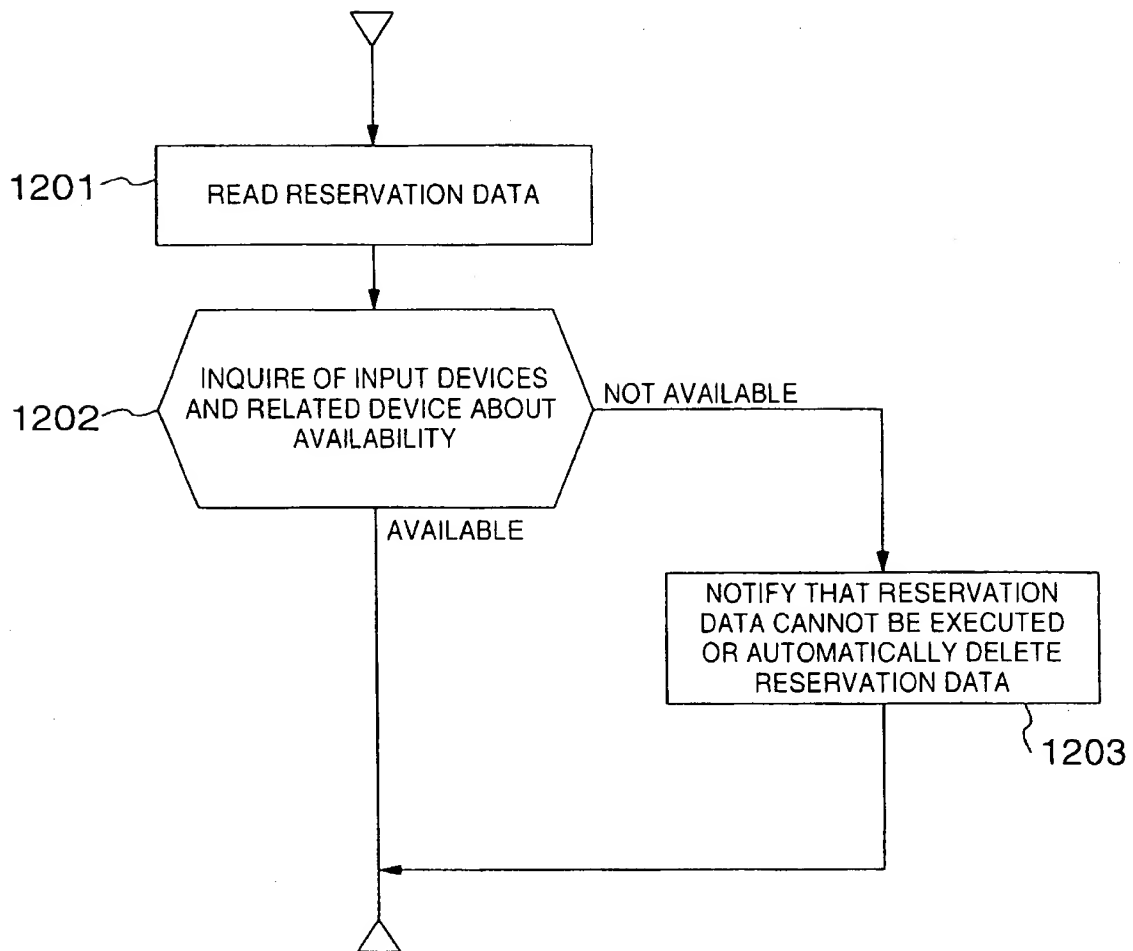 1201
READ RESERVATION DATA
1202
INQUIRE OF INPUT DEVICES
AND RELATED DEVICE ABOUT
AVAILABILITY
NOT AVAILABLE
AVAILABLE
NOTIFY THAT RESERVATION
DATA CANNOT BE EXECUTED
OR AUTOMATICALLY DELETE
RESERVATION DATA
1203